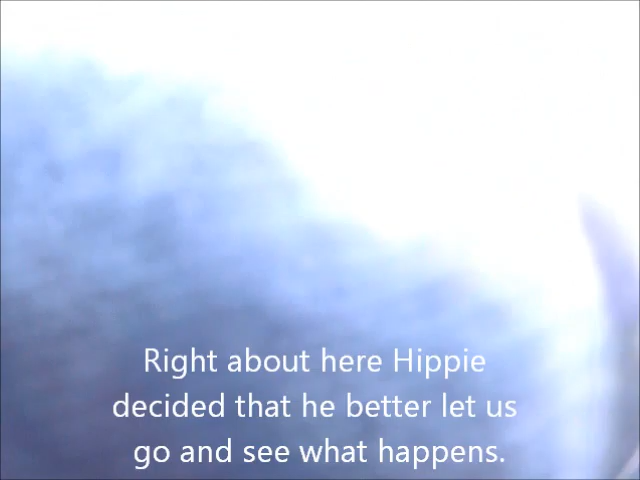 Right about here Hippie
decided that he better let us
go and see what happens.